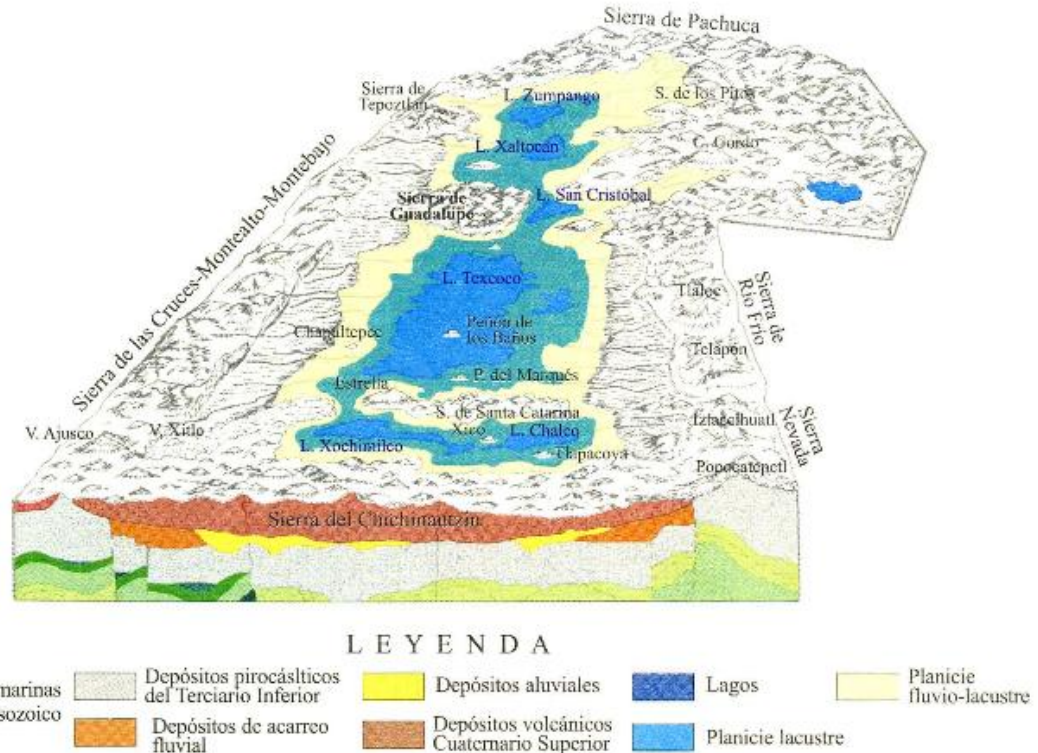 Sierra de Pachuca
Sierra de
Tepoztlán
L. Zumpango
S. de los Pitos
L. Xaltocan
C. Gordo
Sierra de las Cruces-Montealto-Montebajo
Sierra de
Guadalupe
L. San Cristóbal
L. Texcoco
Tlaloc
Sierra de
Río Frío
Chapultepec
Peñón de
los Baños
Telapón
Estrella
P. del Marqués
V. Ajusco
V. Xitle
S. de Santa Catarina
Xico
L. Chalco
Iztaccíhuatl
Sierra
Nevada
L. Xochimilco
Tlapacoya
Popocatépetl
Sierra del Chichinautzin
LEYENDA
marinas
sozoico
Depósitos pirocásliticos
del Terciario Inferior
Depósitos aluviales
Lagos
Planicie
fluvio-lacustre
Depósitos de acarreo
fluvial
Depósitos volcánicos
Cuaternario Superior
Planicie lacustre